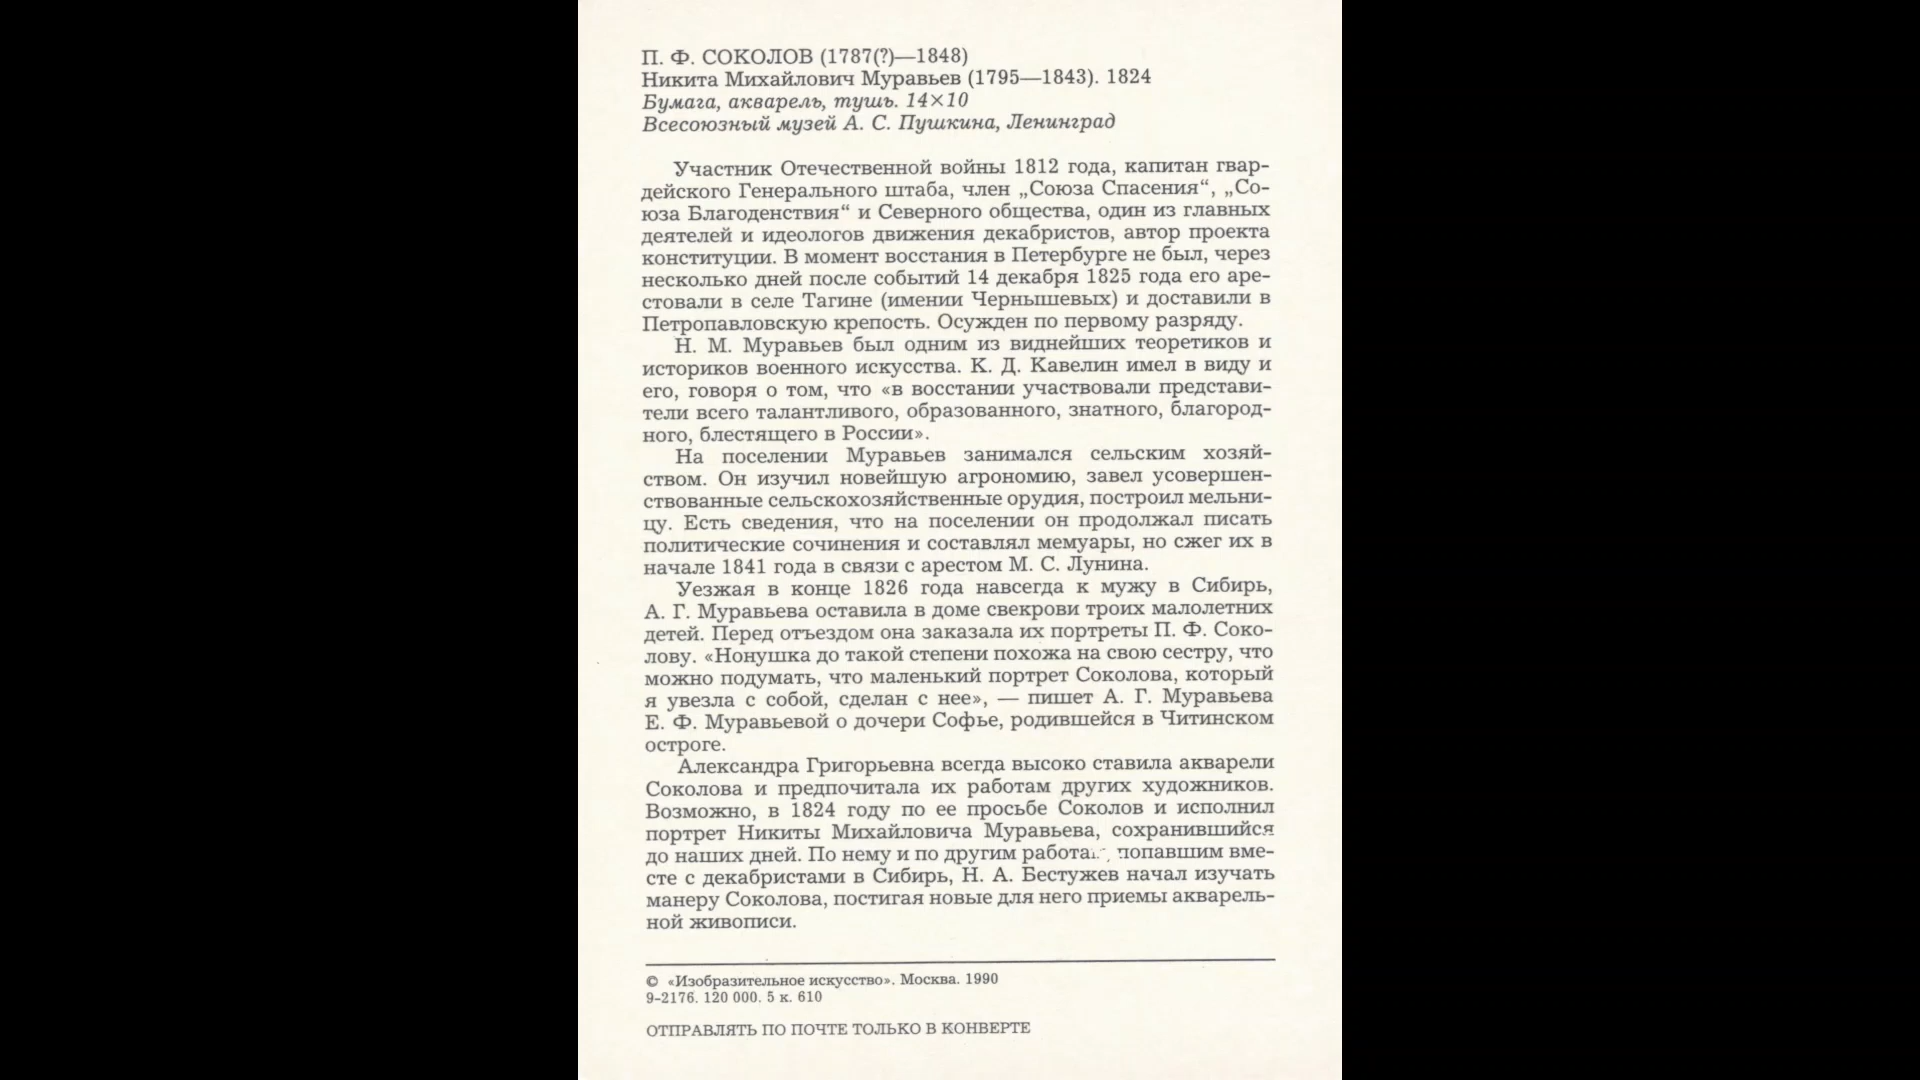 П. Ф. СОКОЛОВ (1787(?)—1848)
Никита Михайлович Муравьев (1795—1843). 1824
Бумага, акварель, тушь. 14×10
Всесоюзный музей А. С. Пушкина, Ленинград
Участник Отечественной войны 1812 года, капитан гвар-
дейского Генерального штаба, член „Союза Спасения“, „Со-
юза Благоденствия“ и Северного общества, один из главных
деятелей и идеологов движения декабристов, автор проекта
конституции. В момент восстания в Петербурге не был, через
несколько дней после событий 14 декабря 1825 года его аре-
стовали в селе Тагине (имении Чернышевых) и доставили в
Петропавловскую крепость. Осужден по первому разряду.
Н. М. Муравьев был одним из виднейших теоретиков и
историков военного искусства. К. Д. Кавелин имел в виду и
его, говоря о том, что «в восстании участвовали представи-
тели всего талантливого, образованного, знатного, благород-
ного, блестящего в России».
На поселении Муравьев занимался сельским хозяй-
ством. Он изучил новейшую агрономию, завел усовершен-
ствованные сельскохозяйственные орудия, построил мельни-
цу. Есть сведения, что на поселении он продолжал писать
политические сочинения и составлял мемуары, но сжег их в
начале 1841 года в связи с арестом М. С. Лунина.
Уезжая в конце 1826 года навсегда к мужу в Сибирь,
А. Г. Муравьева оставила в доме свекрови троих малолетних
детей. Перед отъездом она заказала их портреты П. Ф. Соко-
лову. «Нонушка до такой степени похожа на свою сестру, что
можно подумать, что маленький портрет Соколова, который
я увезла с собой, сделан с нее», — пишет А. Г. Муравьева
Е. Ф. Муравьевой о дочери Софье, родившейся в Читинском
остроге.
Александра Григорьевна всегда высоко ставила акварели
Соколова и предпочитала их работам других художников.
Возможно, в 1824 году по ее просьбе Соколов и исполнил
портрет Никиты Михайловича Муравьева, сохранившийся
до наших дней. По нему и по другим попавшим вме-
сте с декабристами в Сибирь, Н. А. Бестужев начал изучать
манеру Соколова, постигая новые для него приемы акварель-
ной живописи.
© «Изобразительное искусство». Москва. 1990
9-2176. 120 000. 5 к. 610
ОТПРАВЛЯТЬ ПО ПОЧТЕ ТОЛЬКО В КОНВЕРТЕ